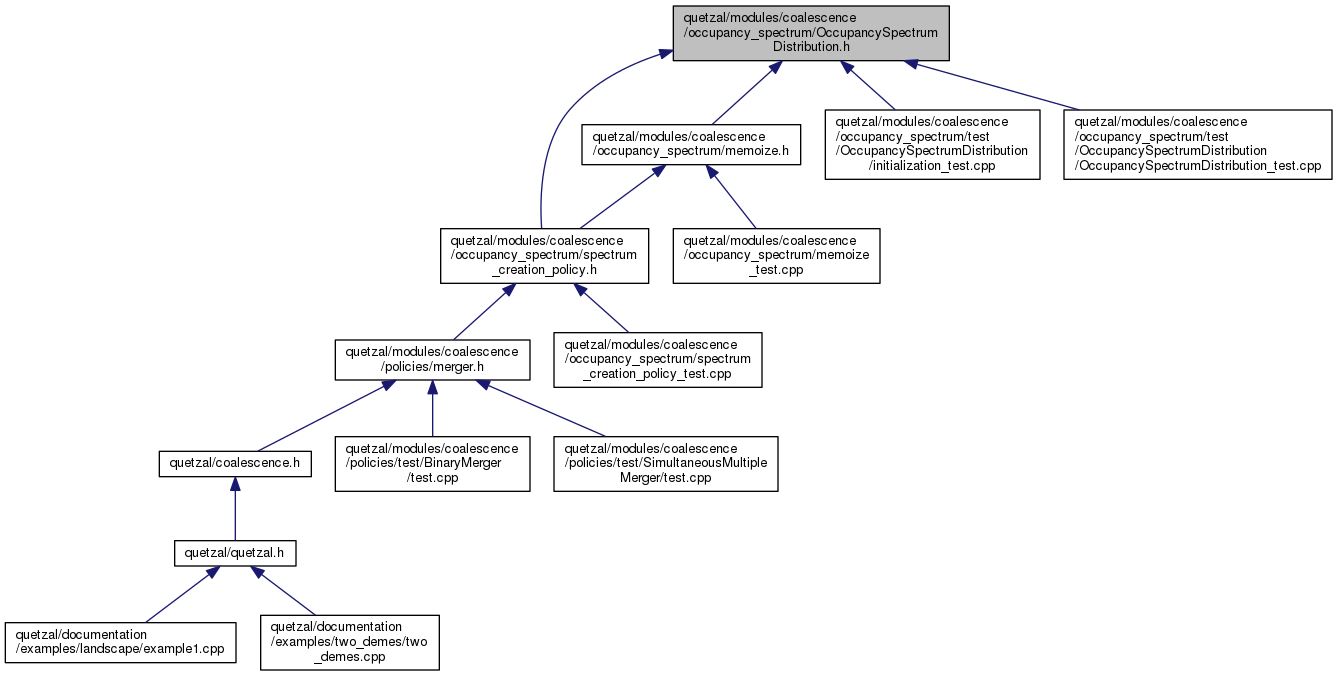 quetzal/modules/coalescence
/occupancy_spectrum/OccupancySpectrum
Distribution.h
quetzal/modules/coalescence
/occupancy_spectrum/memoize.h
quetzal/modules/coalescence
/occupancy_spectrum/test
/OccupancySpectrumDistribution
/initialization_test.cpp
quetzal/modules/coalescence
/occupancy_spectrum/test
/OccupancySpectrumDistribution
/OccupancySpectrumDistribution_test.cpp
quetzal/modules/coalescence
/occupancy_spectrum/spectrum
_creation_policy.h
quetzal/modules/coalescence
/occupancy_spectrum/memoize
_test.cpp
quetzal/modules/coalescence
/policies/merger.h
quetzal/modules/coalescence
/occupancy_spectrum/spectrum
_creation_policy_test.cpp
quetzal/coalescence.h
quetzal/modules/coalescence
/policies/test/BinaryMerger
/test.cpp
quetzal/modules/coalescence
/policies/test/SimultaneousMultiple
Merger/test.cpp
quetzal/quetzal.h
quetzal/documentation
/examples/landscape/example1.cpp
quetzal/documentation
/examples/two_demes/two
_demes.cpp